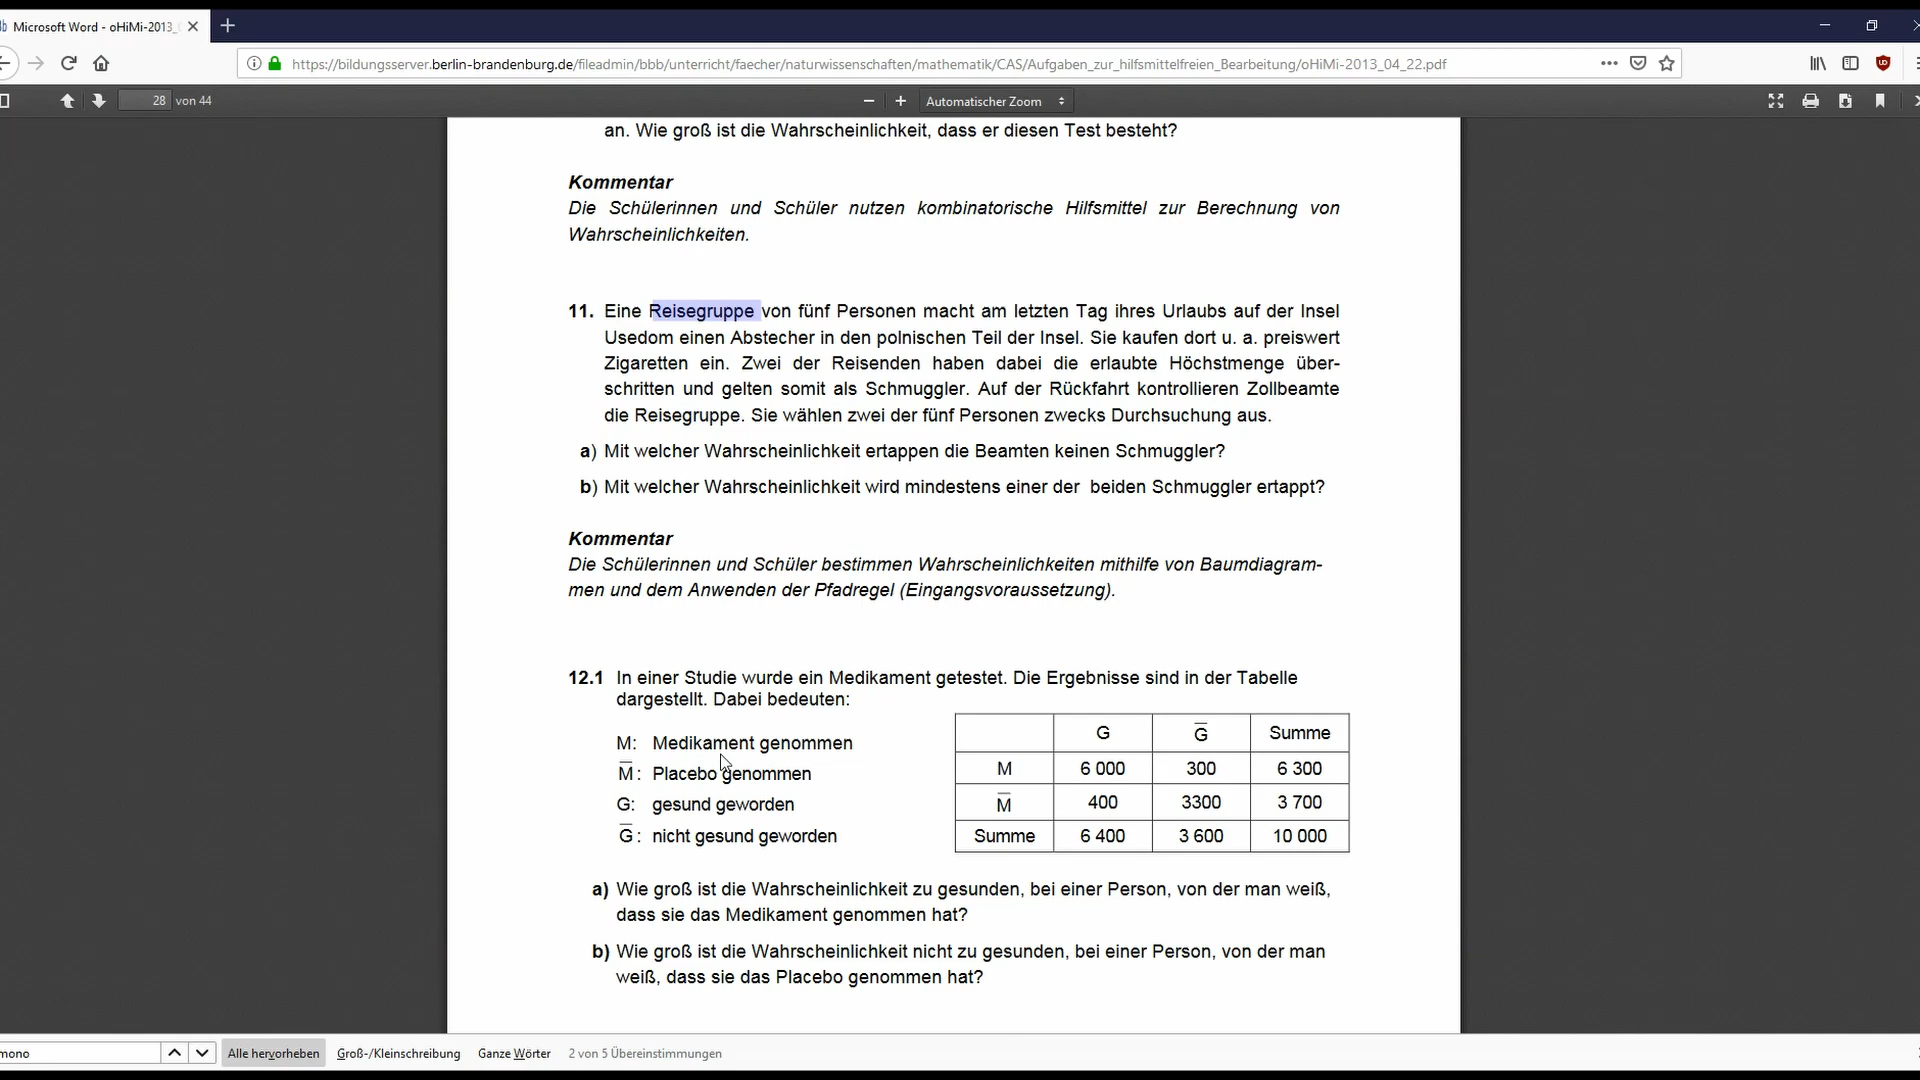 Microsoft Word - oHiMi-2013_
https://bildungsserver.berlin-brandenburg.de/fileadmin/bbb/unterricht/faecher/naturwissenschaften/mathematik/CAS/Aufgaben_zur_hilfsmittelfreien_Bearbeitung/oHiMi-2013_04_22.pdf
28 von 44
Automatischer Zoom
an. Wie groß ist die Wahrscheinlichkeit, dass er diesen Test besteht?
Kommentar
Die Schülerinnen und Schüler nutzen kombinatorische Hilfsmittel zur Berechnung von
Wahrscheinlichkeiten.
11. Eine Reisegruppe von fünf Personen macht am letzten Tag ihres Urlaubs auf der Insel
Usedom einen Abstecher in den polnischen Teil der Insel. Sie kaufen dort u. a. preiswert
Zigaretten ein. Zwei der Reisenden haben dabei die erlaubte Höchstmenge über-
schritten und gelten somit als Schmuggler. Auf der Rückfahrt kontrollieren Zollbeamte
die Reisegruppe. Sie wählen zwei der fünf Personen zwecks Durchsuchung aus.
a) Mit welcher Wahrscheinlichkeit ertappen die Beamten keinen Schmuggler?
b) Mit welcher Wahrscheinlichkeit wird mindestens einer der beiden Schmuggler ertappt?
Kommentar
Die Schülerinnen und Schüler bestimmen Wahrscheinlichkeiten mithilfe von Baumdiagram-
men und dem Anwenden der Pfadregel (Eingangsvoraussetzung).
12.1 In einer Studie wurde ein Medikament getestet. Die Ergebnisse sind in der Tabelle
dargestellt. Dabei bedeuten:
M: Medikament genommen
M̅: Placebo genommen
G: gesund geworden
G̅: nicht gesund geworden
G G̅ Summe
M 6 000 300 6 300
M̅ 400 3300 3 700
Summe 6 400 3 600 10 000
a) Wie groß ist die Wahrscheinlichkeit zu gesunden, bei einer Person, von der man weiß,
dass sie das Medikament genommen hat?
b) Wie groß ist die Wahrscheinlichkeit nicht zu gesunden, bei einer Person, von der man
weiß, dass sie das Placebo genommen hat?
mono Alle hervorheben Groß-/Kleinschreibung Ganze Wörter 2 von 5 Übereinstimmungen